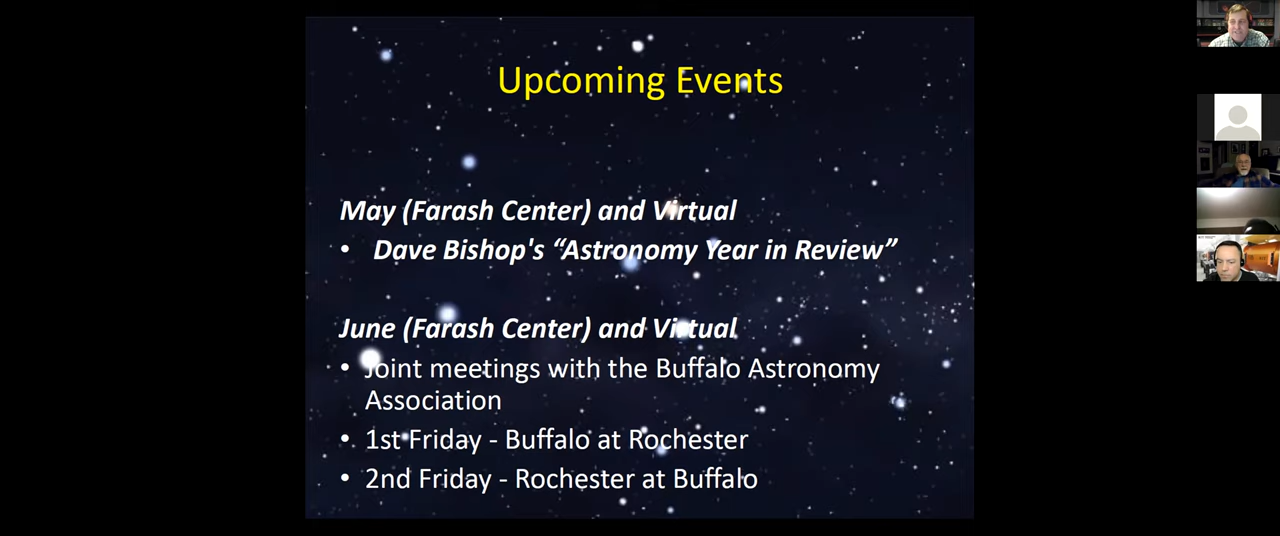 Upcoming Events
May (Farash Center) and Virtual
• Dave Bishop's “Astronomy Year in Review”
June (Farash Center) and Virtual
• Joint meetings with the Buffalo Astronomy
Association
• 1st Friday - Buffalo at Rochester
• 2nd Friday - Rochester at Buffalo